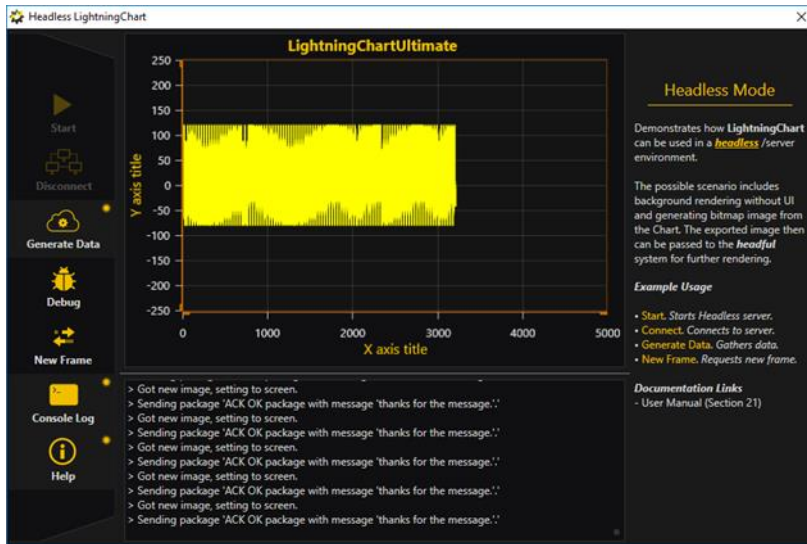 Headless LightningChart
Start
Disconnect
Generate Data
Debug
New Frame
Console Log
Help
LightningChartUltimate
Y axis title
250
200
150
100
50
0
-50
-100
-150
-200
-250
0 1000 2000 3000 4000 5000
X axis title
> Got new image, setting to screen.
> Sending package 'ACK OK package with message 'thanks for the message.'.'
> Got new image, setting to screen.
> Sending package 'ACK OK package with message 'thanks for the message.'.'
> Got new image, setting to screen.
> Sending package 'ACK OK package with message 'thanks for the message.'.'
> Got new image, setting to screen.
> Sending package 'ACK OK package with message 'thanks for the message.'.'
> Got new image, setting to screen.
> Sending package 'ACK OK package with message 'thanks for the message.'.'
Headless Mode
Demonstrates how LightningChart
can be used in a headless /server
environment.
The possible scenario includes
background rendering without UI
and generating bitmap image from
the Chart. The exported image then
can be passed to the headful
system for further rendering.
Example Usage
• Start. Starts Headless server.
• Connect. Connects to server.
• Generate Data. Gathers data.
• New Frame. Requests new frame.
Documentation Links
- User Manual (Section 21)